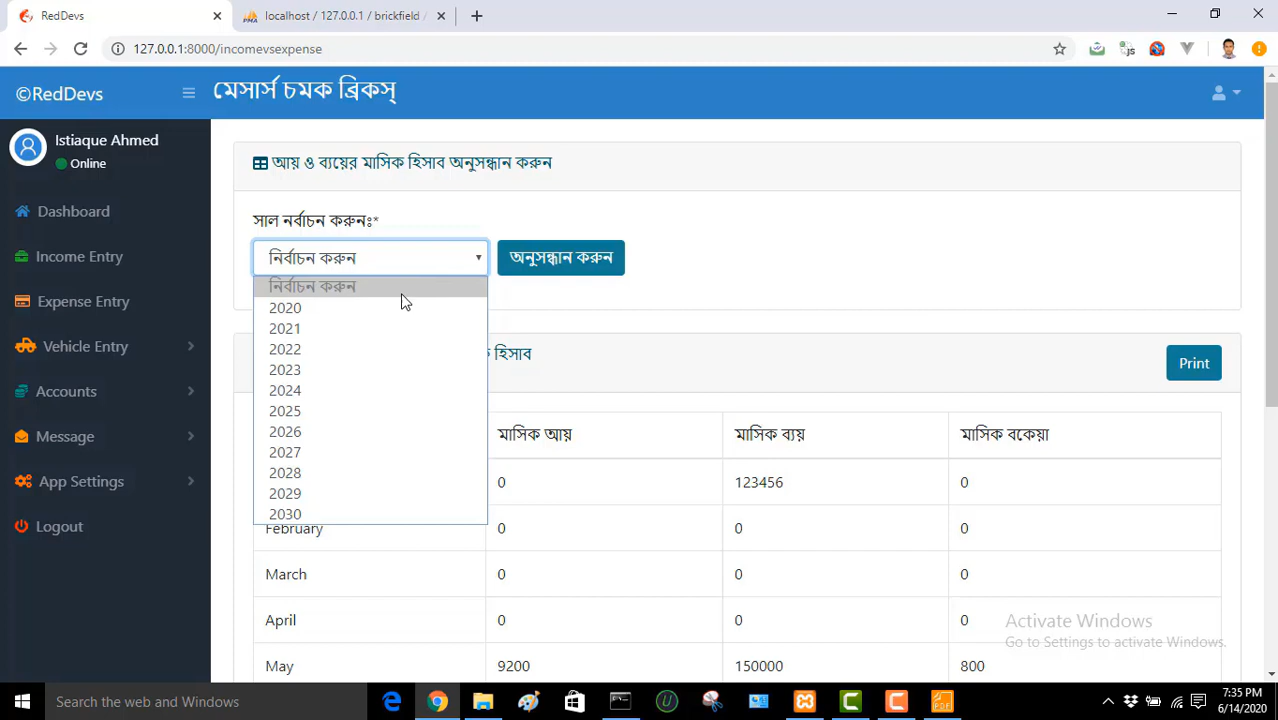 RedDevs
localhost / 127.0.0.1 / brickfield /
127.0.0.1:8000/incomevsexpense
©RedDevs
মেসার্স চমক ব্রিকস্
Istiaque Ahmed
Online
Dashboard
Income Entry
Expense Entry
Vehicle Entry
Accounts
Message
App Settings
Logout
আয় ও ব্যয়ের মাসিক হিসাব অনুসন্ধান করুন
সাল নর্বাচন করুনঃ*
নির্বাচন করুন
অনুসন্ধান করুন
নির্বাচন করুন
2020
2021
2022
2023
2024
2025
2026
2027
2028
2029
2030
হিসাব
Print
মাসিক আয় মাসিক ব্যয় মাসিক বকেয়া
0 123456 0
February 0 0 0
March 0 0 0
April 0 0 0
May 9200 150000 800
Activate Windows
Go to Settings to activate Windows.
Search the web and Windows
7:35 PM
6/14/2020